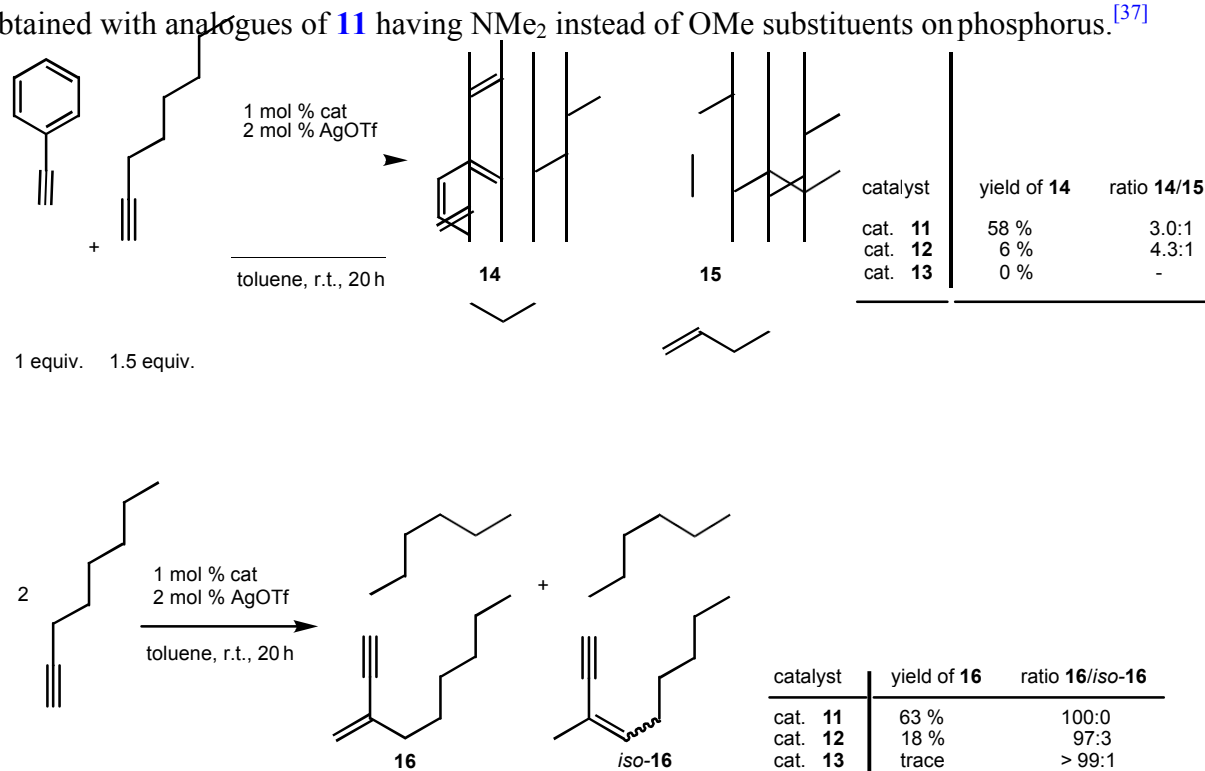 btained with analogues of 11 having NMe2 instead of OMe substituents on phosphorus.[37]
1 mol % cat
2 mol % AgOTf
+
toluene, r.t., 20 h
1 equiv. 1.5 equiv.
14
15
catalyst yield of 14 ratio 14/15
cat. 11 58 % 3.0:1
cat. 12 6 % 4.3:1
cat. 13 0 % -
2
1 mol % cat
2 mol % AgOTf
toluene, r.t., 20 h
+
16
iso-16
catalyst yield of 16 ratio 16/iso-16
cat. 11 63 % 100:0
cat. 12 18 % 97:3
cat. 13 trace > 99:1